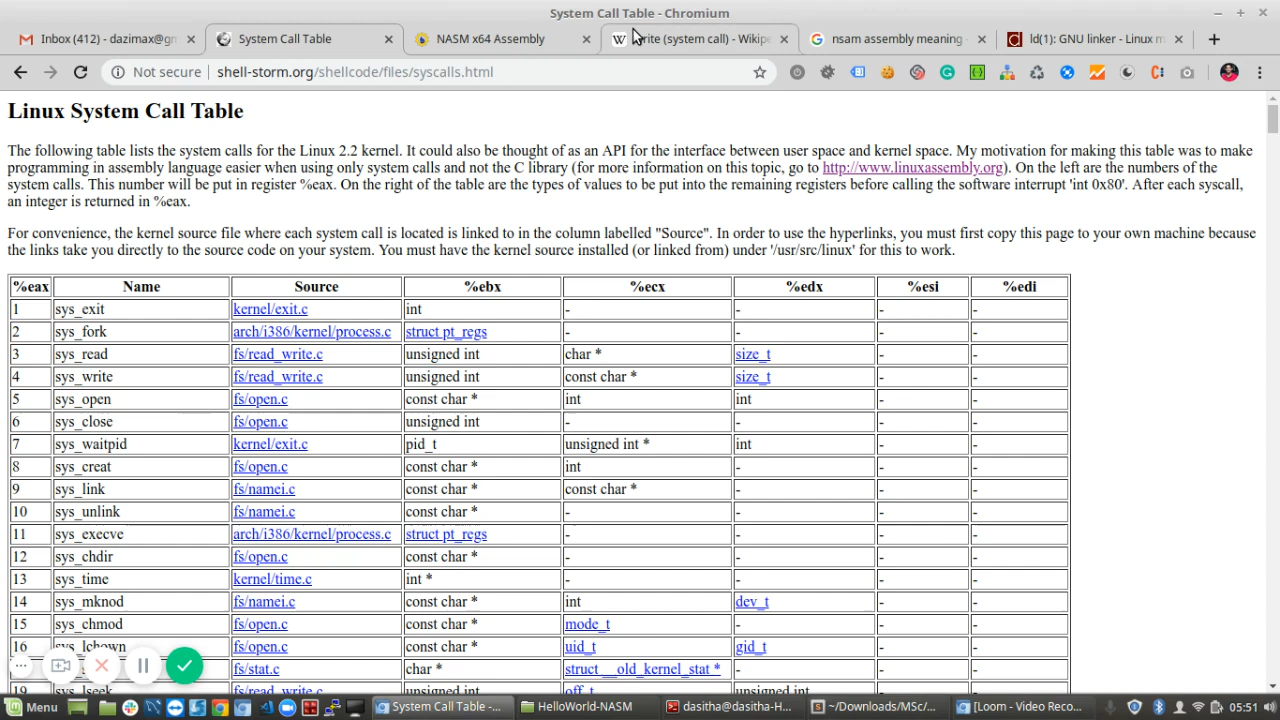 System Call Table - Chromium
Inbox (412) - dazimax@gm
System Call Table
NASM x64 Assembly
W
rite (system call) - Wikipe
nsam assembly meaning -
ld(1): GNU linker - Linux m
Not secure
shell-storm.org/shellcode/files/syscalls.html
Linux System Call Table
The following table lists the system calls for the Linux 2.2 kernel. It could also be thought of as an API for the interface between user space and kernel space. My motivation for making this table was to make
programming in assembly language easier when using only system calls and not the C library (for more information on this topic, go to http://www.linuxassembly.org). On the left are the numbers of the
system calls. This number will be put in register %eax. On the right of the table are the types of values to be put into the remaining registers before calling the software interrupt 'int 0x80'. After each syscall,
an integer is returned in %eax.
For convenience, the kernel source file where each system call is located is linked to in the column labelled "Source". In order to use the hyperlinks, you must first copy this page to your own machine because
the links take you directly to the source code on your system. You must have the kernel source installed (or linked from) under '/usr/src/linux' for this to work.
%eax Name Source %ebx %ecx %edx %esi %edi
1 sys_exit kernel/exit.c int - - - -
2 sys_fork arch/i386/kernel/process.c struct pt_regs - - - -
3 sys_read fs/read_write.c unsigned int char * size_t - -
4 sys_write fs/read_write.c unsigned int const char * size_t - -
5 sys_open fs/open.c const char * int int - -
6 sys_close fs/open.c unsigned int - - - -
7 sys_waitpid kernel/exit.c pid_t unsigned int * int - -
8 sys_creat fs/open.c const char * int - - -
9 sys_link fs/namei.c const char * const char * - - -
10 sys_unlink fs/namei.c const char * - - - -
11 sys_execve arch/i386/kernel/process.c struct pt_regs - - - -
12 sys_chdir fs/open.c const char * - - - -
13 sys_time kernel/time.c int * - - - -
14 sys_mknod fs/namei.c const char * int dev_t - -
15 sys_chmod fs/open.c const char * mode_t - - -
16 sys_lchown fs/open.c const char * uid_t gid_t - -
fs/stat.c char * struct __old_kernel_stat * - - -
19 sys_lseek fs/read_write.c unsigned int off_t unsigned int - -
Menu
System Call Table -...
HelloWorld-NASM
dasitha@dasitha-H...
~/Downloads/MSc/...
[Loom - Video Reco...
05:51